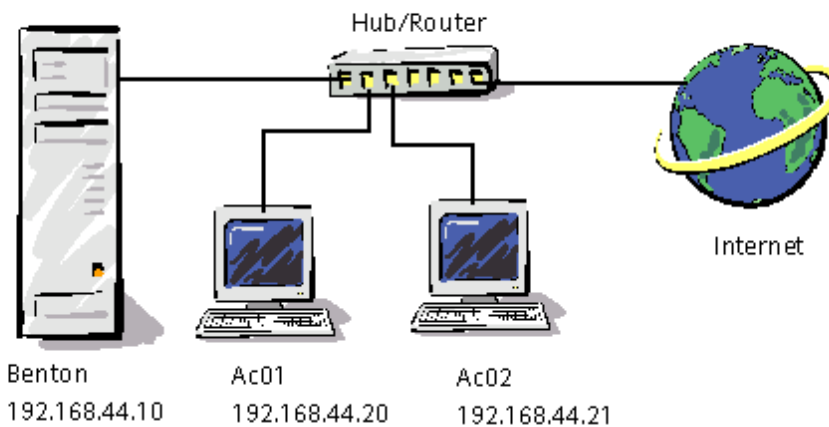 Hub/Router
Internet
Benton
192.168.44.10
Ac01
192.168.44.20
Ac02
192.168.44.21